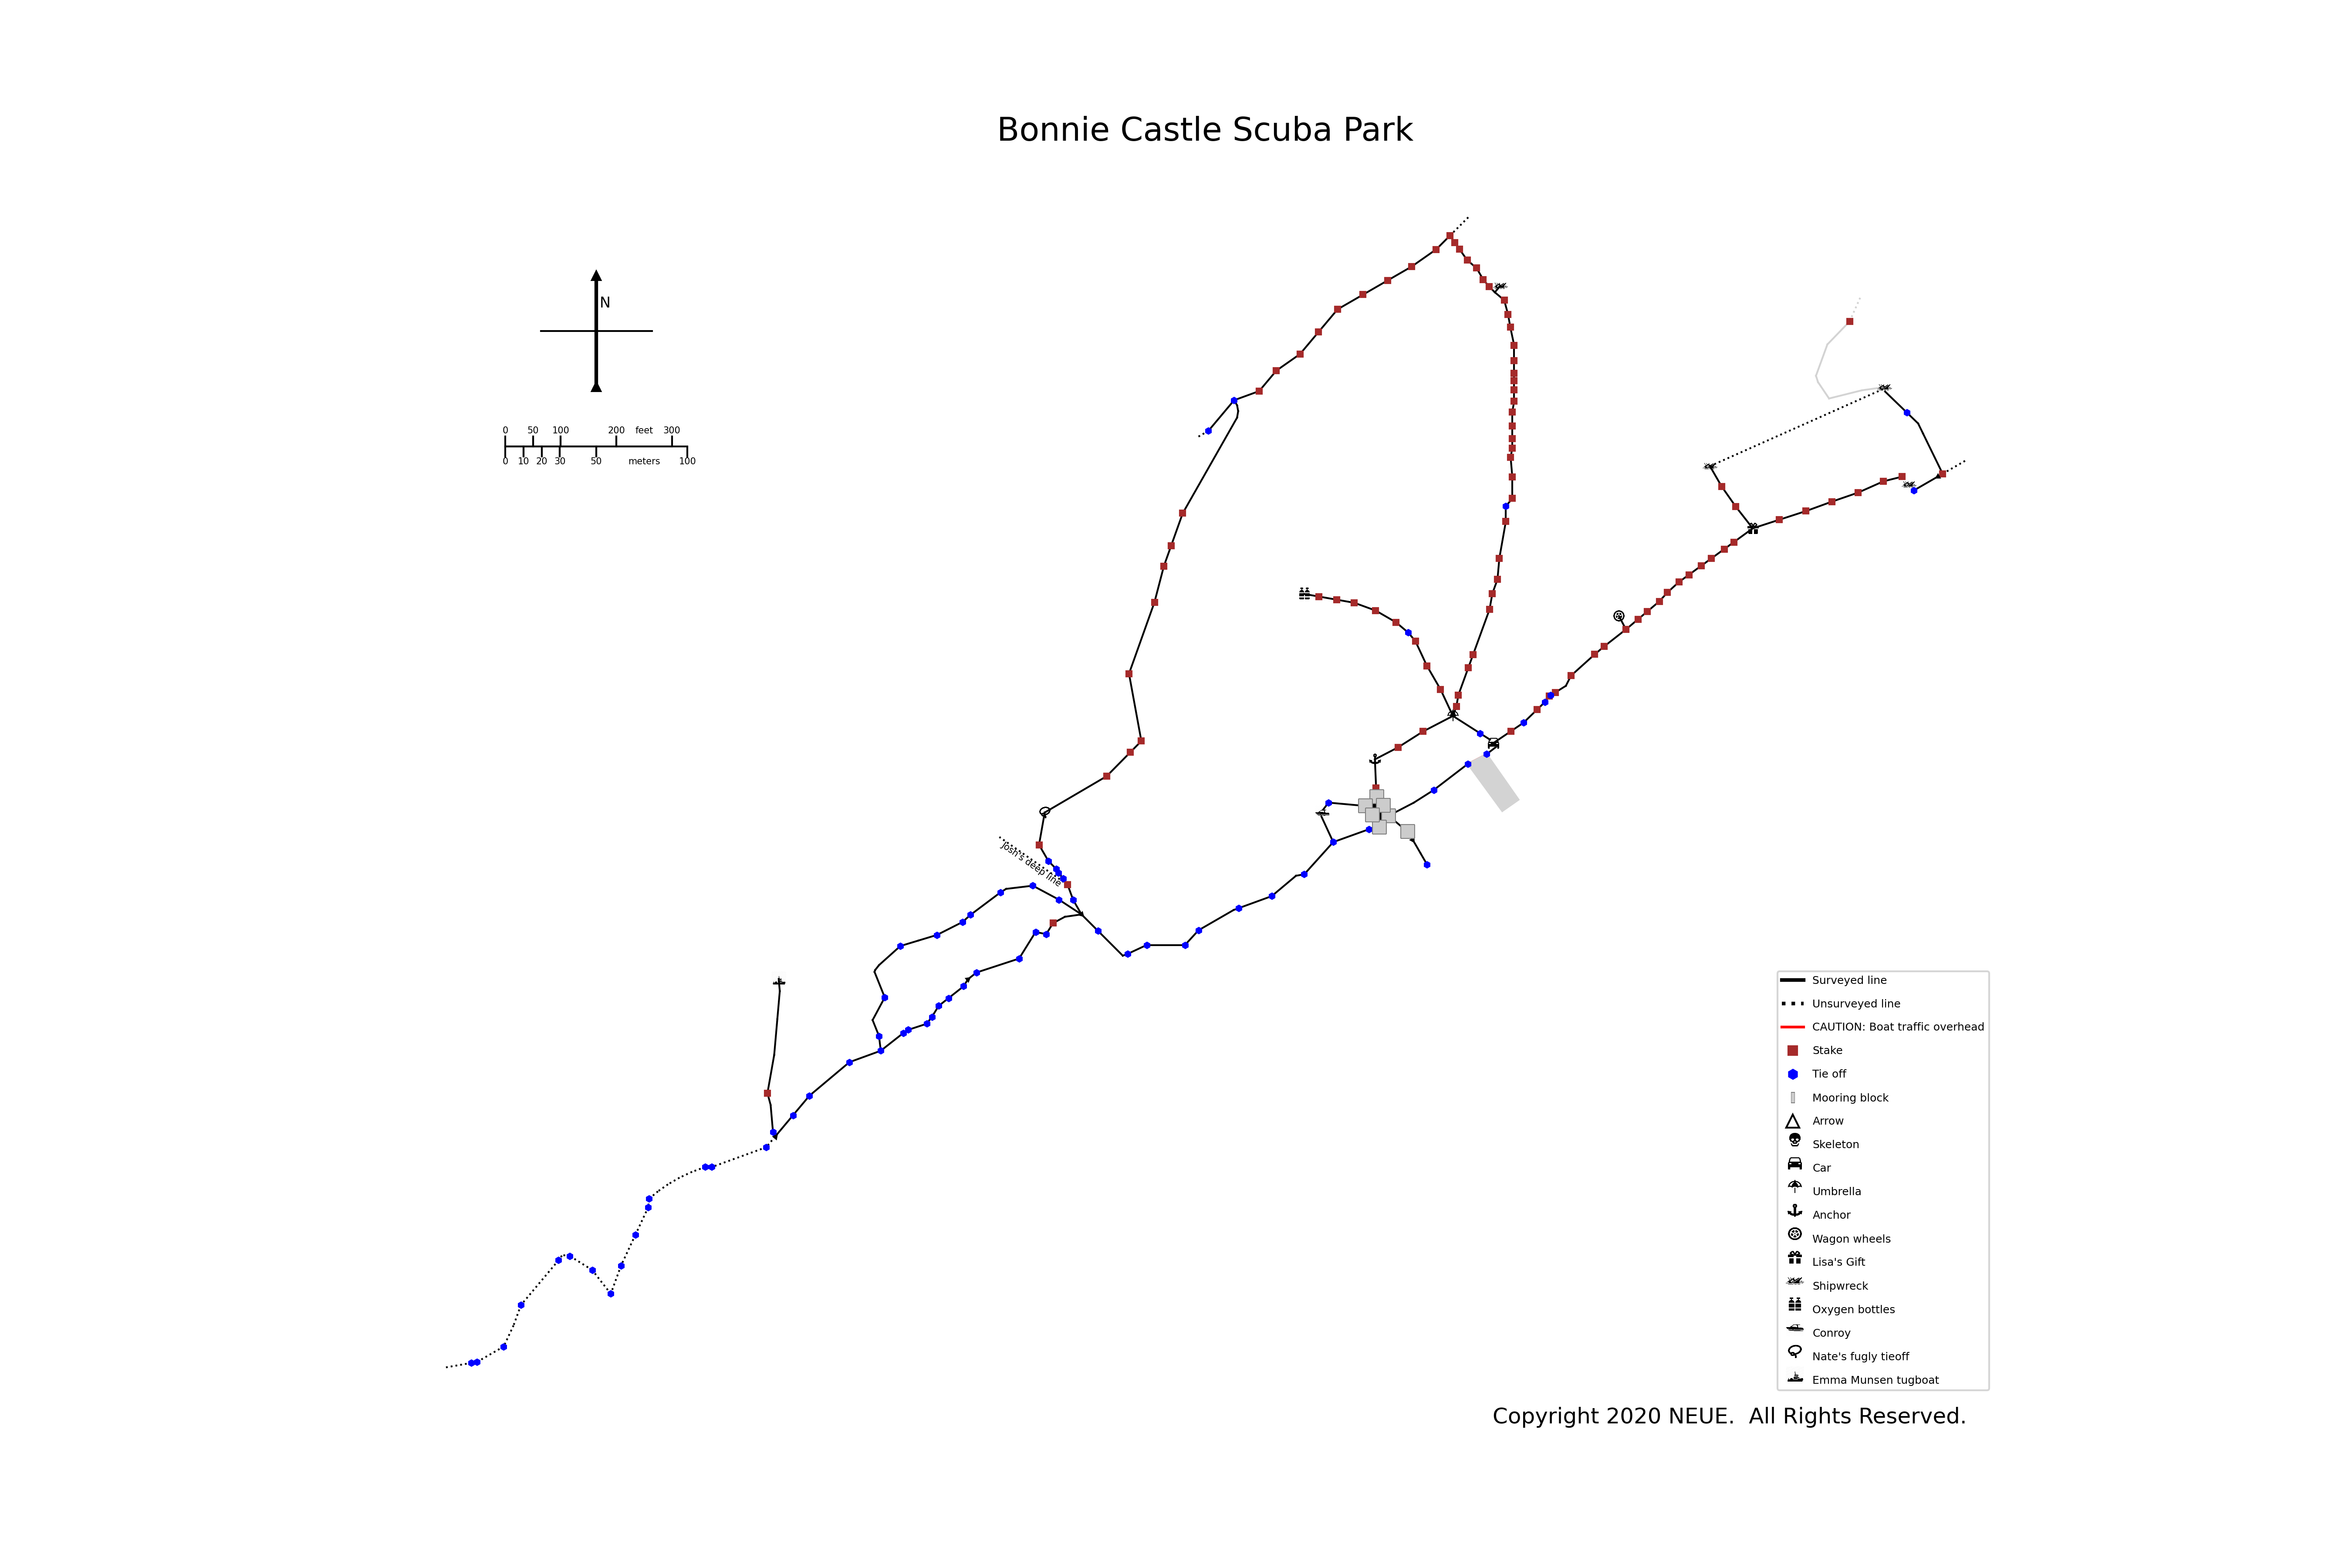 Bonnie Castle Scuba Park
N
0 50 100 200 feet 300
0 10 20 30 50 meters 100
Josh's deep line
Surveyed line
Unsurveyed line
CAUTION: Boat traffic overhead
Stake
Tie off
Mooring block
Arrow
Skeleton
Car
Umbrella
Anchor
Wagon wheels
Lisa's Gift
Shipwreck
Oxygen bottles
Conroy
Nate's fugly tieoff
Emma Munsen tugboat
Copyright 2020 NEUE.  All Rights Reserved.